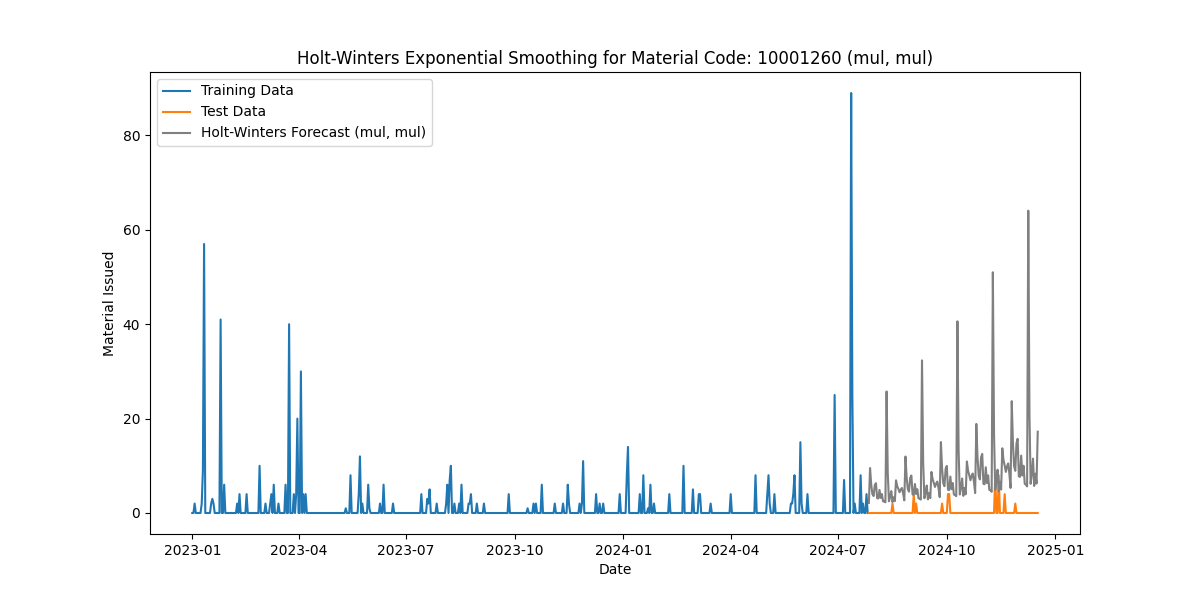 Holt-Winters Exponential Smoothing for Material Code: 10001260 (mul, mul)
Training Data
Test Data
Holt-Winters Forecast (mul, mul)
80
60
40
20
0
Material Issued
2023-01 2023-04 2023-07 2023-10 2024-01 2024-04 2024-07 2024-10 2025-01
Date